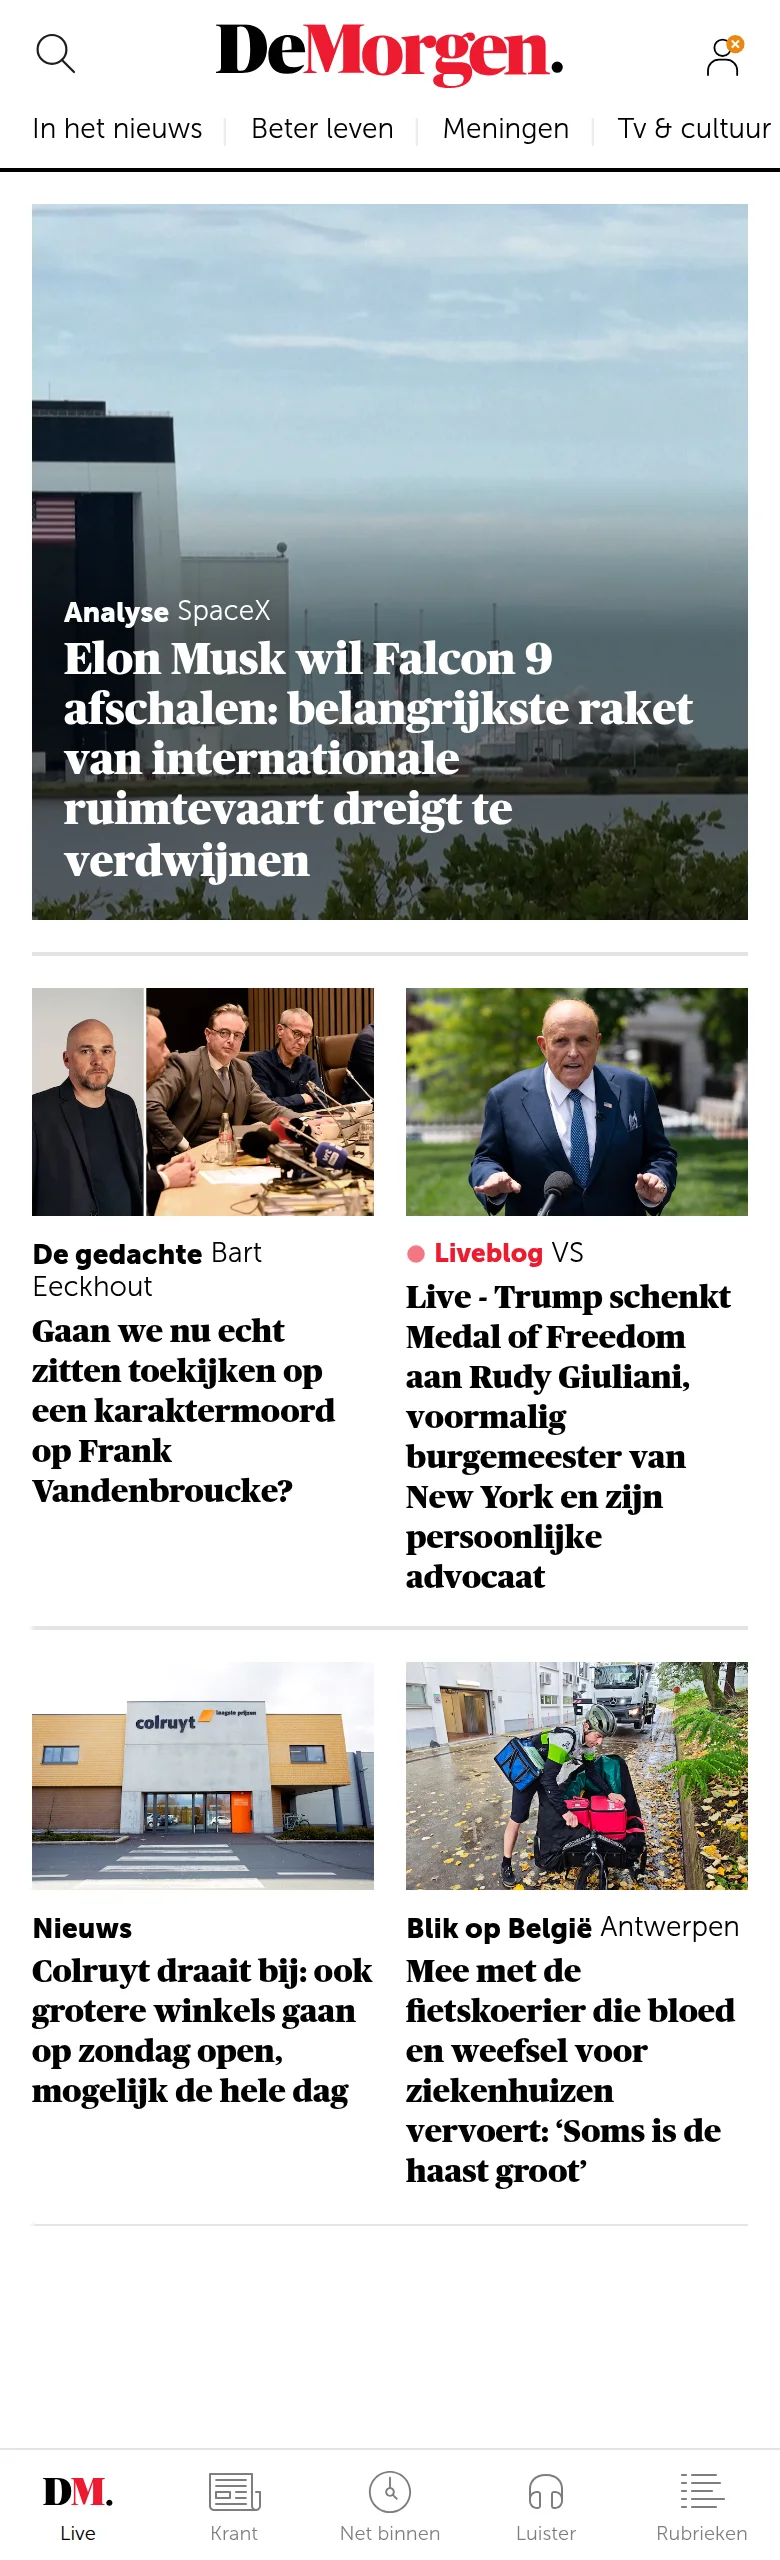 DeMorgen.
In het nieuws
Beter leven
Meningen
Tv & cultuur
Analyse SpaceX
Elon Musk wil Falcon 9
afschalen: belangrijkste raket
van internationale
ruimtevaart dreigt te
verdwijnen
De gedachte Bart
Eeckhout
Gaan we nu echt
zitten toekijken op
een karaktermoord
op Frank
Vandenbroucke?
Liveblog VS
Live - Trump schenkt
Medal of Freedom
aan Rudy Giuliani,
voormalig
burgemeester van
New York en zijn
persoonlijke
advocaat
colruyt laagste prijzen
Nieuws
Colruyt draait bij: ook
grotere winkels gaan
op zondag open,
mogelijk de hele dag
Blik op België Antwerpen
Mee met de
fietskoerier die bloed
en weefsel voor
ziekenhuizen
vervoert: ‘Soms is de
haast groot’
DM.
Live
Krant
Net binnen
Luister
Rubrieken